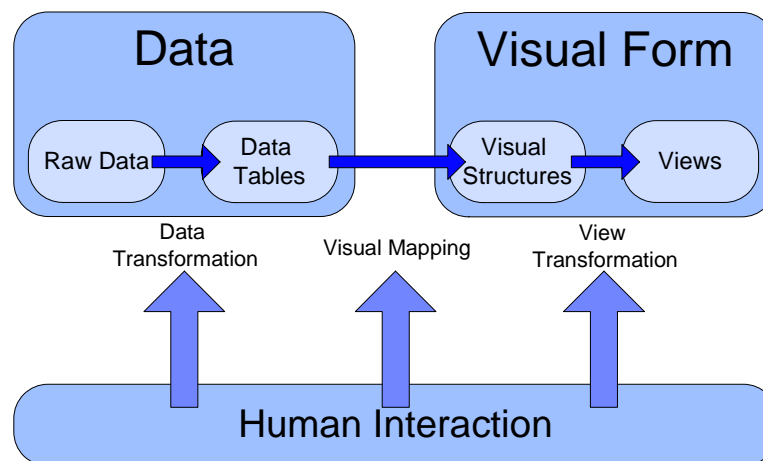 Data
Visual Form
Raw Data
Data
Tables
Visual
Structures
Views
Data
Transformation
Visual Mapping
View
Transformation
Human Interaction